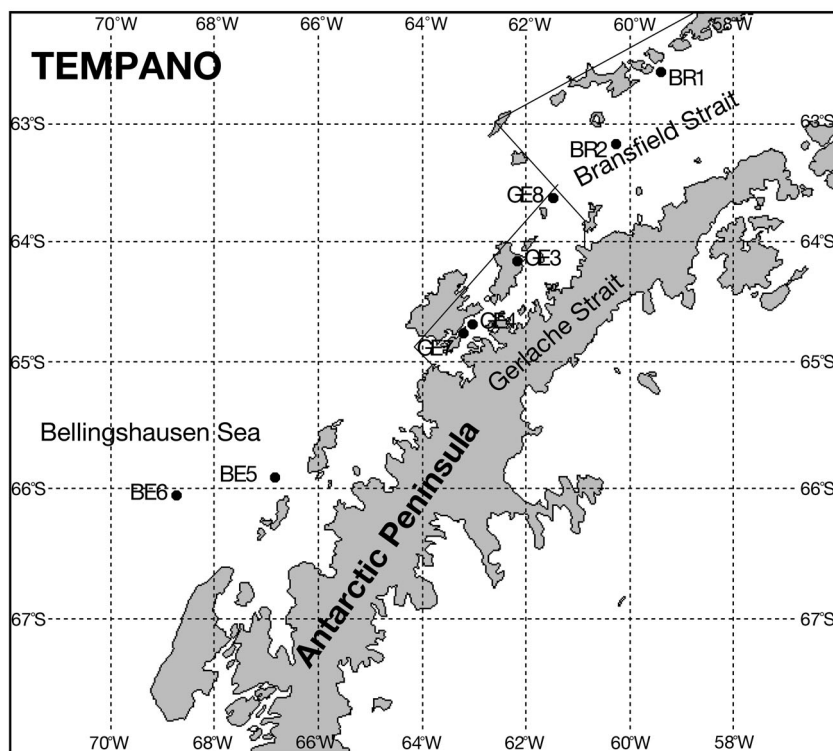 70°W 68°W 66°W 64°W 62°W 60°W 58°W
TEMPANO
BR1
63°S 63°S
BR2
Bransfield Strait
GE8
64°S 64°S
GE3
GE1
Gerlache Strait
GE7
65°S 65°S
Bellingshausen Sea
BE5
BE6
66°S 66°S
Antarctic Peninsula
67°S 67°S
70°W 68°W 66°W 64°W 62°W 60°W 58°W